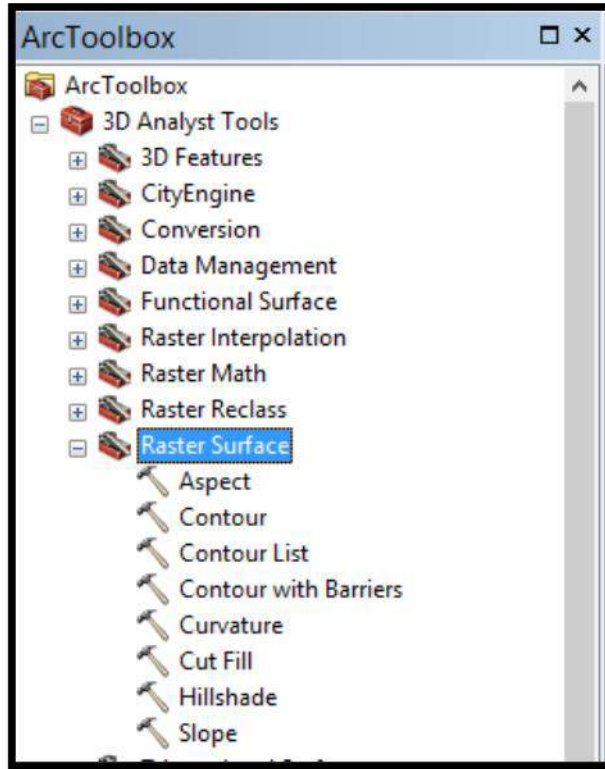 ArcToolbox
ArcToolbox
3D Analyst Tools
3D Features
CityEngine
Conversion
Data Management
Functional Surface
Raster Interpolation
Raster Math
Raster Reclass
Raster Surface
Aspect
Contour
Contour List
Contour with Barriers
Curvature
Cut Fill
Hillshade
Slope